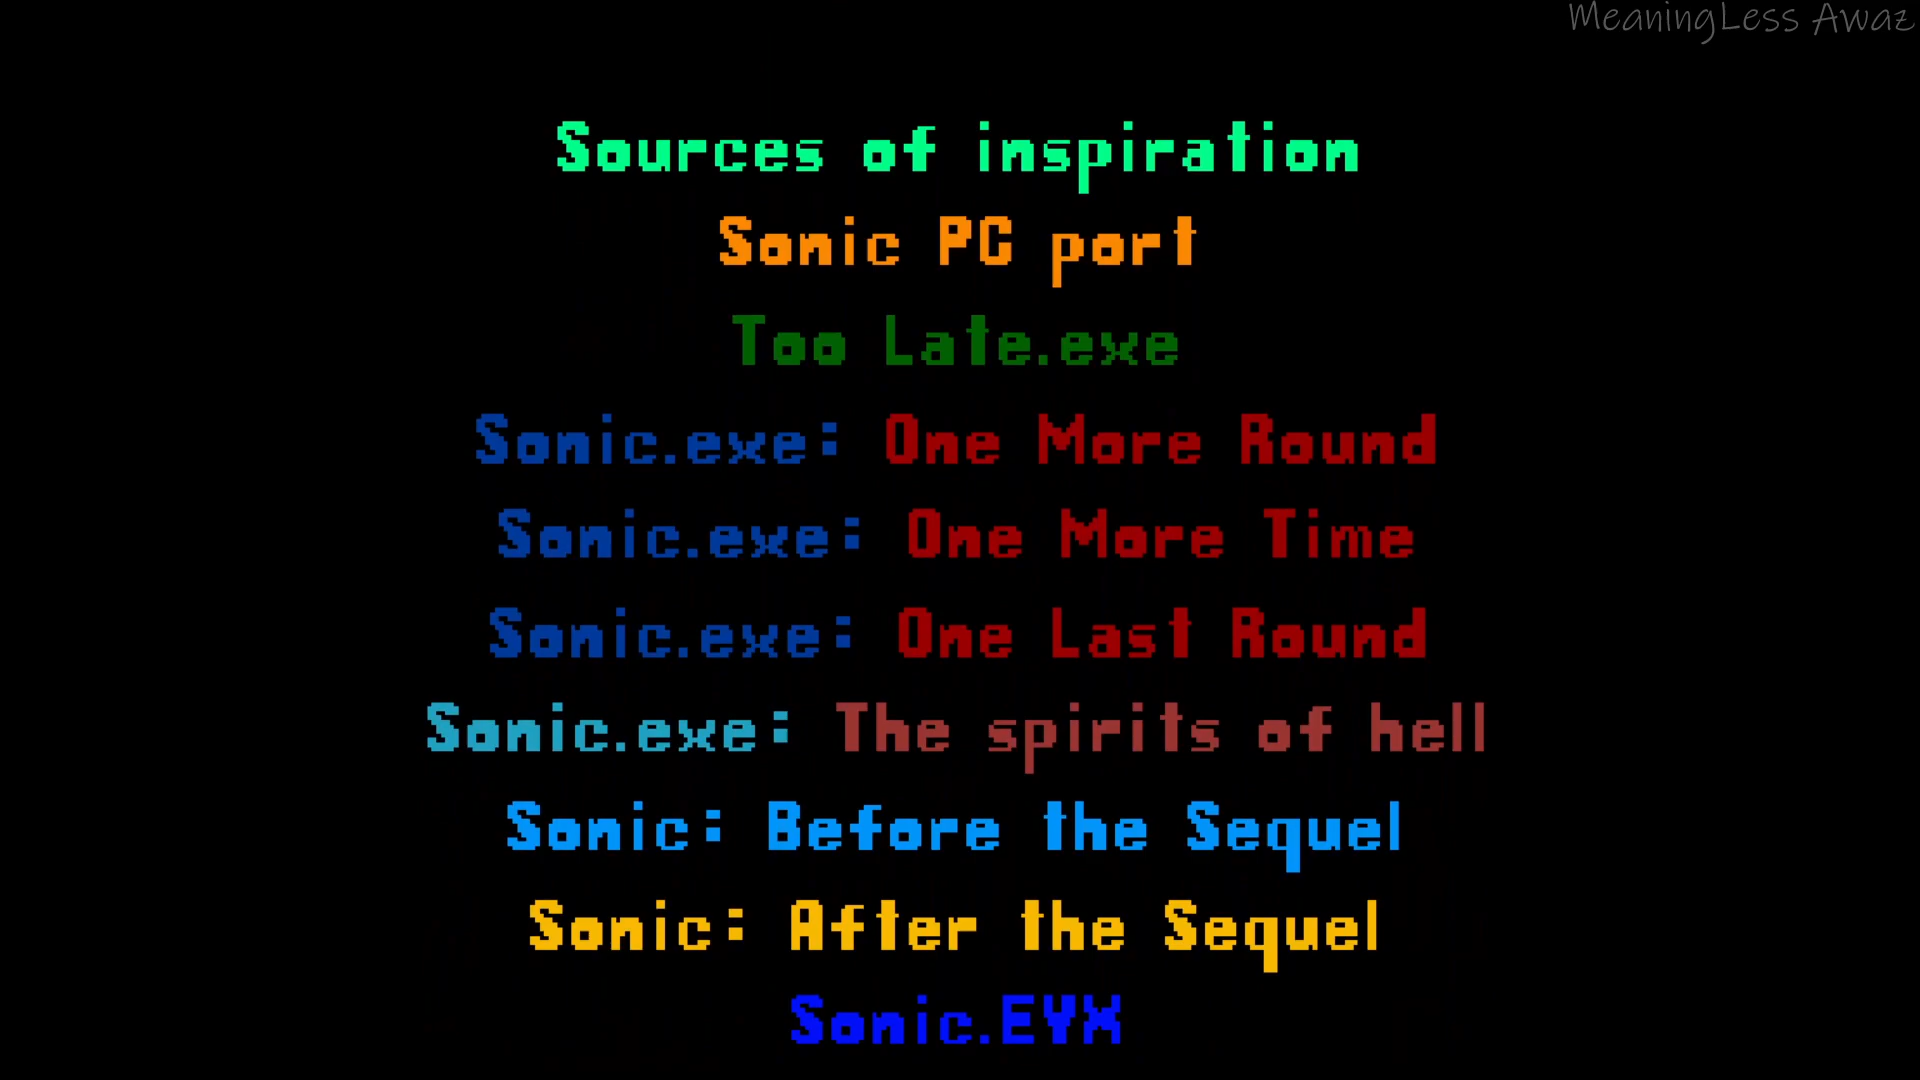 MeaningLess Awaz
Sources of inspiration
Sonic PC port
Too Late.exe
Sonic.exe: One More Round
Sonic.exe: One More Time
Sonic.exe: One Last Round
Sonic.exe: The spirits of hell
Sonic: Before the Sequel
Sonic: After the Sequel
Sonic.EYX